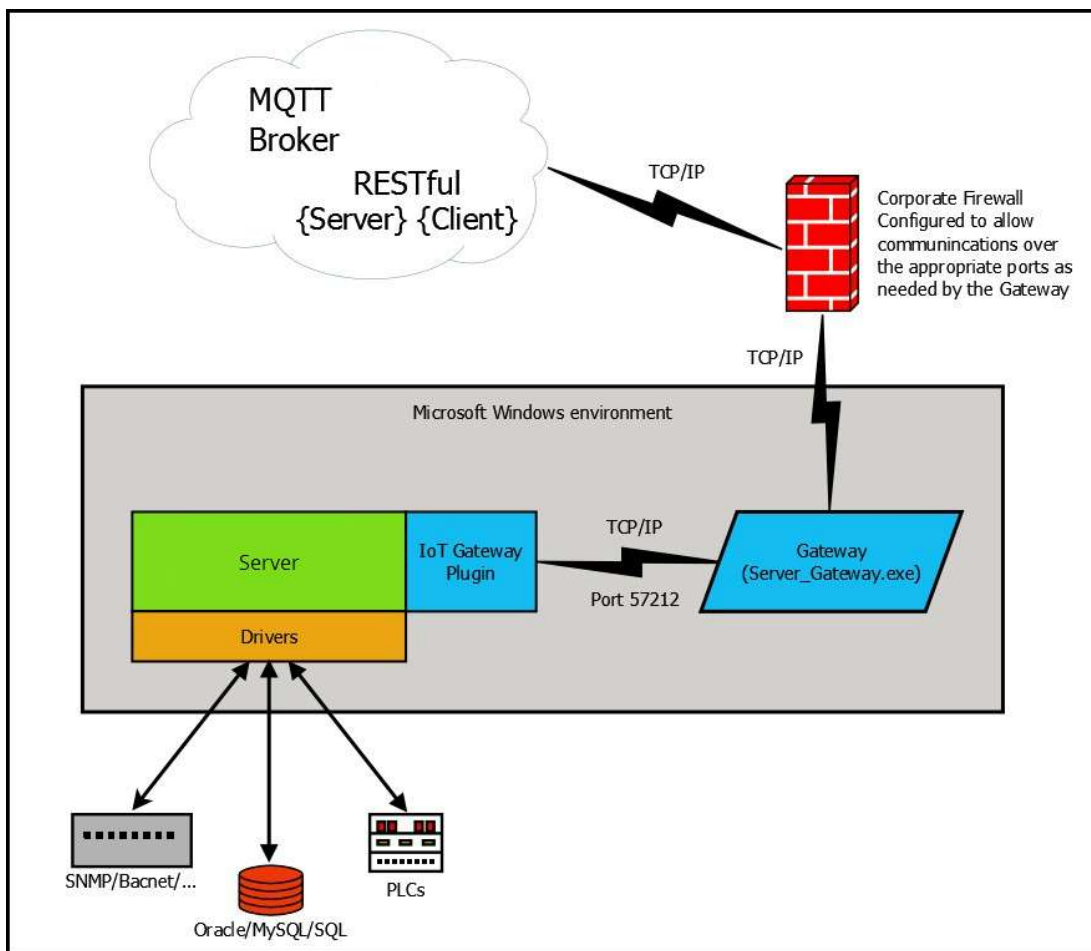 MQTT
Broker
RESTful
{Server} {Client}
TCP/IP
Corporate Firewall
Configured to allow
communincations over
the appropriate ports as
needed by the Gateway
TCP/IP
Microsoft Windows environment
Server
IoT Gateway
Plugin
TCP/IP
Port 57212
Gateway
(Server_Gateway.exe)
Drivers
SNMP/Bacnet/...
Oracle/MySQL/SQL
PLCs